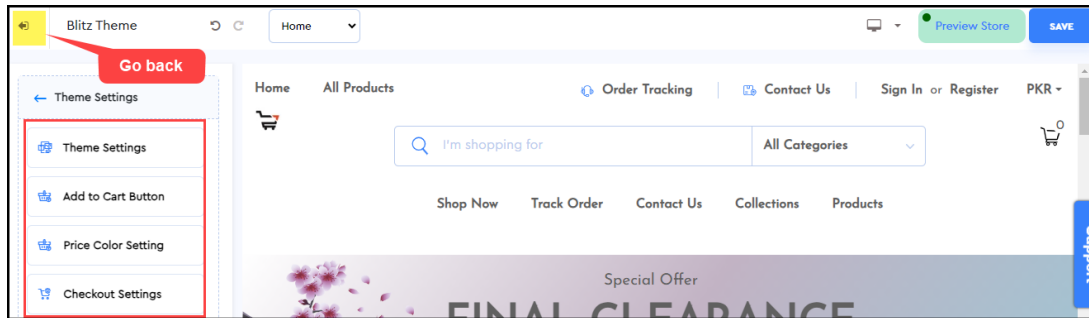 Blitz Theme
Home
Preview Store
SAVE
Go back
Theme Settings
Theme Settings
Add to Cart Button
Price Color Setting
Checkout Settings
Home All Products
Order Tracking Contact Us Sign In or Register PKR
I'm shopping for All Categories
0
Shop Now Track Order Contact Us Collections Products
Special Offer
FINAL CLEARANCE
Support